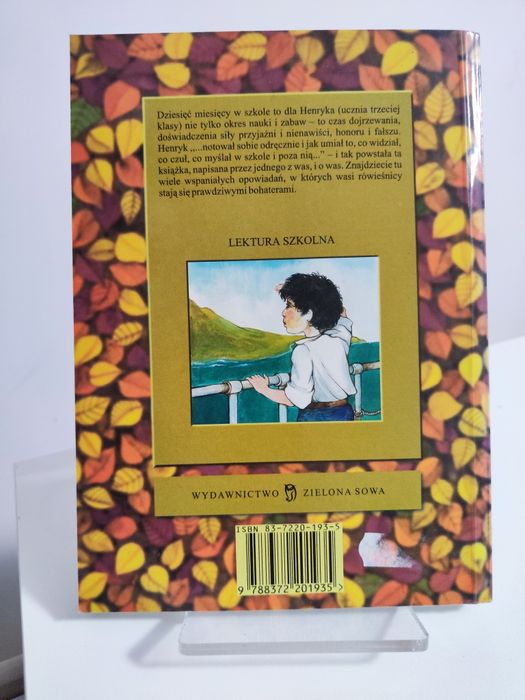 Dziesięć miesięcy w szkole to dla Henryka (ucznia trzeciej
klasy) nie tylko okres nauki i zabaw – to czas dojrzewania,
doświadczenia siły przyjaźni i nienawiści, honoru i fałszu.
Henryk ,,...notował sobie odręcznie i jak umiał to, co widział,
co czuł, co myślał w szkole i poza nią...” – i tak powstała ta
książka, napisana przez jednego z was, i o was. Znajdziecie tu
wiele wspaniałych opowiadań, w których wasi rówieśnicy
stają się prawdziwymi bohaterami.
LEKTURA SZKOLNA
WYDAWNICTWO ZIELONA SOWA
ISBN 83-7220-193-5
9 788372 201935 >